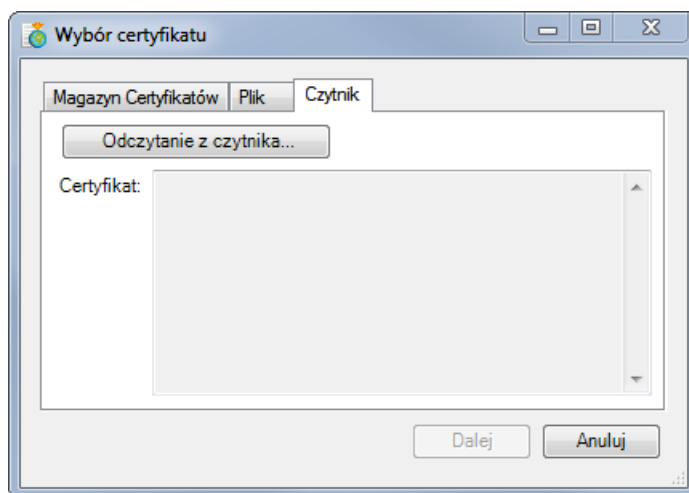 Wybór certyfikatu
Magazyn Certyfikatów Plik Czytnik
Odczytanie z czytnika...
Certyfikat:
Dalej Anuluj